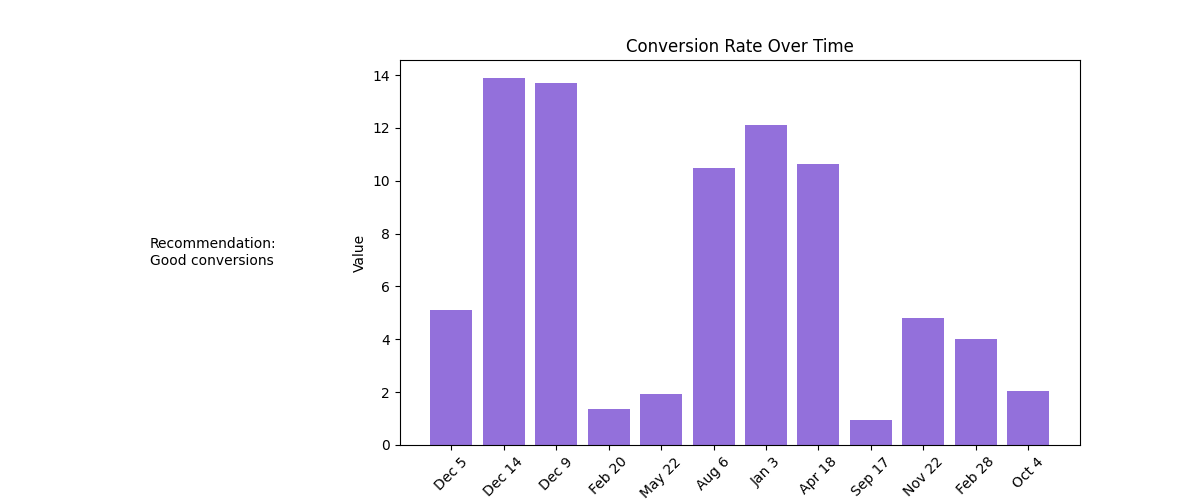 Conversion Rate Over Time
Recommendation:
Good conversions
Value
14
12
10
8
6
4
2
0
Dec 5
Dec 14
Dec 9
Feb 20
May 22
Aug 6
Jan 3
Apr 18
Sep 17
Nov 22
Feb 28
Oct 4